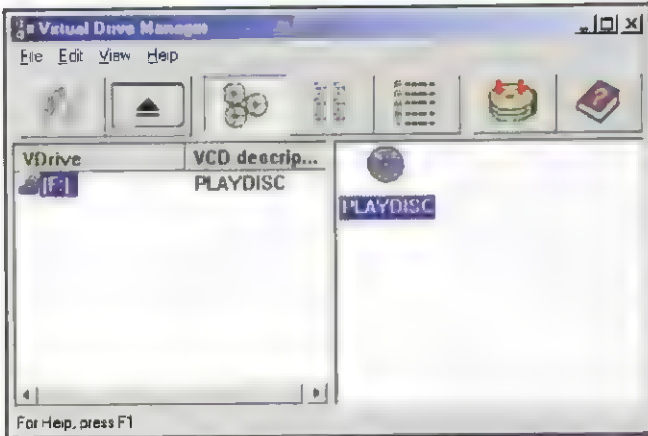 Virtual Drive Manager
File Edit View Help
VDrive VCD descrip...
[F:] PLAYDISC
PLAYDISC
For Help, press F1